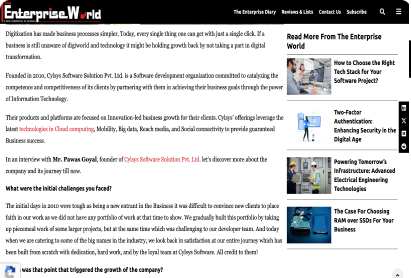 EnterpriseWorld
The Enterprise Diary
Reviews & Lists
Contact Us
Subscribe
Digitization has made business processes simpler. Today, every single thing one can get with just a single click. If a
business is still unaware of digiworld and technology it might be holding growth back by not taking a part in digital
transformation.
Founded in 2010, Cylsys Software Solution Pvt. Ltd. is a Software development organization committed to catalyzing the
competence and competitiveness of its clients by partnering with them in achieving their business goals through the power
of Information Technology.
Their products and platforms are focused on Innovation-led business growth for their clients. Cylsys' offerings leverage the
latest technologies in Cloud computing, Mobility, Big data, Reach media, and Social connectivity to provide guaranteed
Business success.
In an interview with Mr. Pawas Goyal, founder of Cylsys Software Solution Pvt. Ltd. let's discover more about the
company and its journey till now.
What were the initial challenges you faced?
The initial days in 2010 were tough as being a new entrant in the Business it was difficult to convince new clients to place
faith in our work as we did not have any portfolio of work at that time to show. We gradually built this portfolio by taking
up piecemeal work of some larger projects, but at the same time which was challenging to our developer team. And today
when we are catering to some of the big names in the industry, we look back in satisfaction at our entire journey which has
been built from scratch with dedication, hard work, and by the loyal team at Cylsys Software. All credit to them!
was that point that triggered the growth of the company?
Read More From The Enterprise
World
How to Choose the Right
Tech Stack for Your
Software Project?
Two-Factor
Authentication:
Enhancing Security in the
Digital Age
Powering Tomorrow's
Infrastructure: Advanced
Electrical Engineering
Technologies
The Case For Choosing
RAM over SSDs For Your
Business